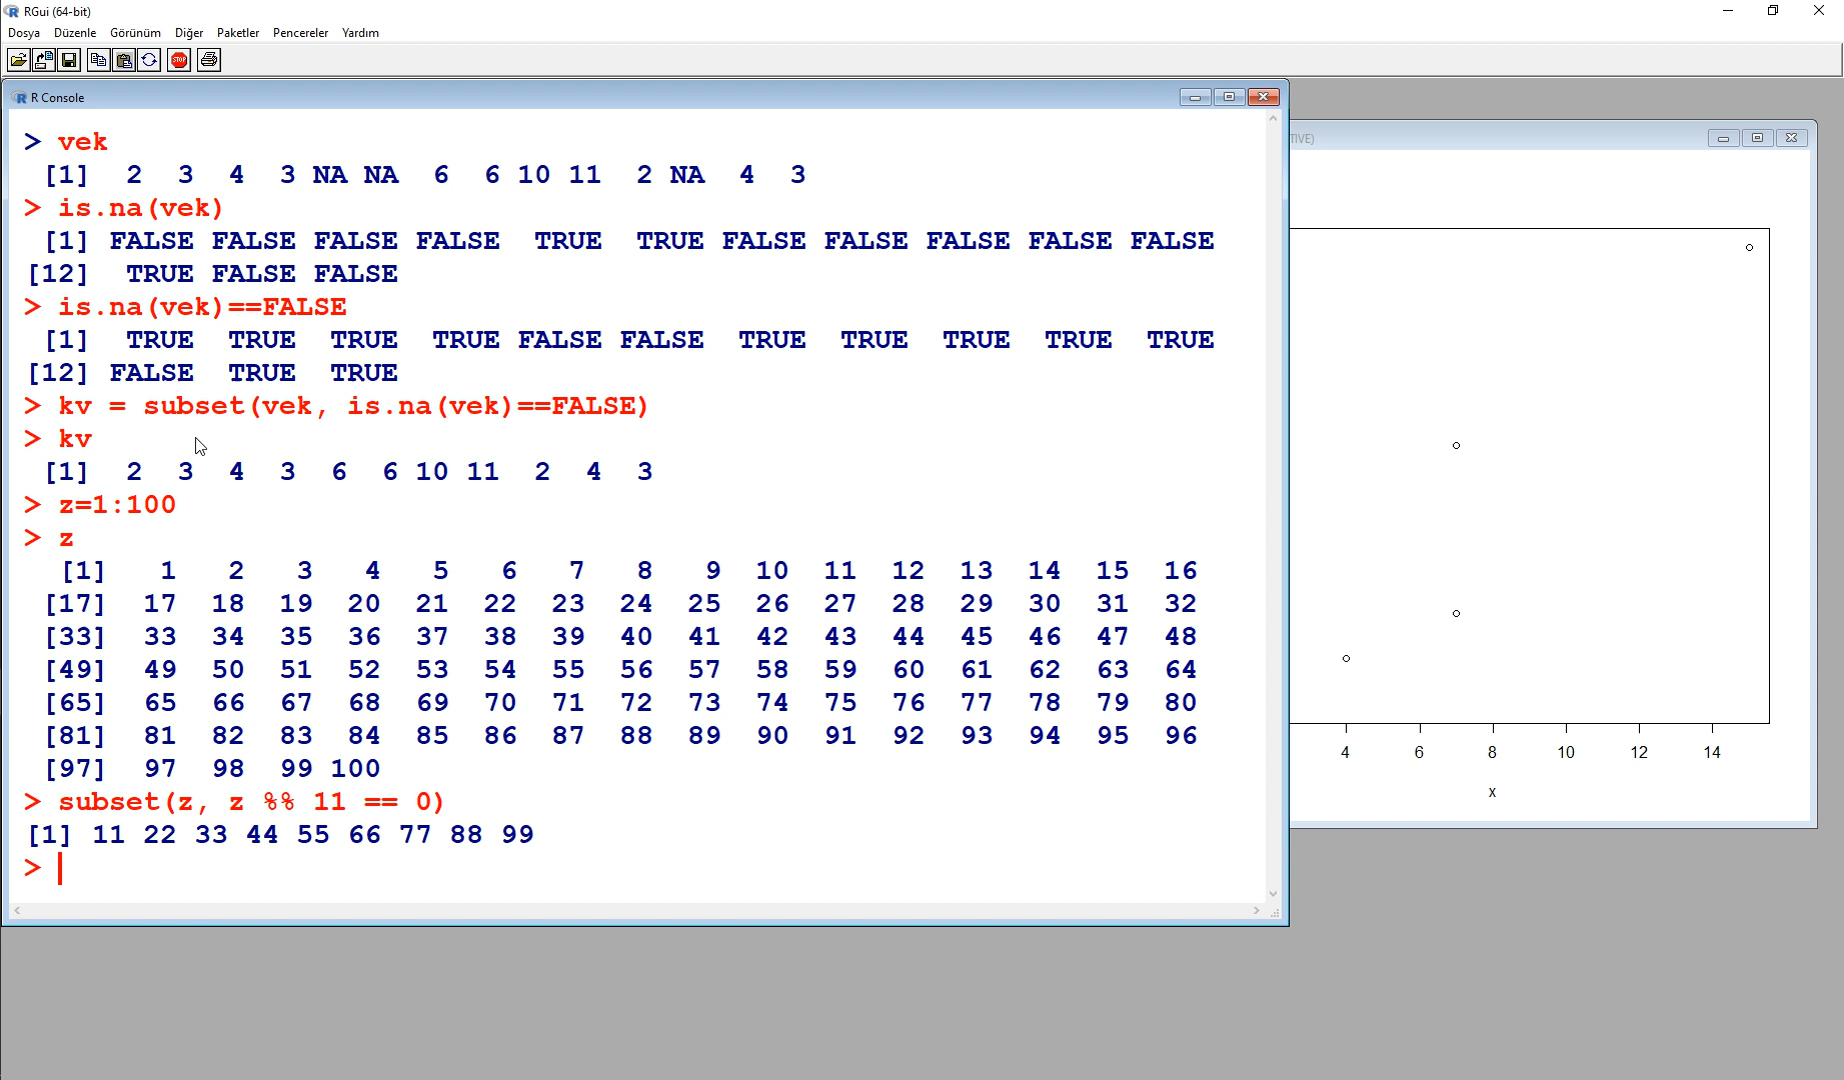 RGui (64-bit)
Dosya Düzenle Görünüm Diğer Paketler Pencereler Yardım
STOP
R Console
> vek
[1] 2 3 4 3 NA NA 6 6 10 11 2 NA 4 3
> is.na(vek)
[1] FALSE FALSE FALSE FALSE TRUE TRUE FALSE FALSE FALSE FALSE FALSE
[12] TRUE FALSE FALSE
> is.na(vek)==FALSE
[1] TRUE TRUE TRUE TRUE FALSE FALSE TRUE TRUE TRUE TRUE TRUE
[12] FALSE TRUE TRUE
> kv = subset(vek, is.na(vek)==FALSE)
> kv
[1] 2 3 4 3 6 6 10 11 2 4 3
> z=1:100
> z
[1] 1 2 3 4 5 6 7 8 9 10 11 12 13 14 15 16
[17] 17 18 19 20 21 22 23 24 25 26 27 28 29 30 31 32
[33] 33 34 35 36 37 38 39 40 41 42 43 44 45 46 47 48
[49] 49 50 51 52 53 54 55 56 57 58 59 60 61 62 63 64
[65] 65 66 67 68 69 70 71 72 73 74 75 76 77 78 79 80
[81] 81 82 83 84 85 86 87 88 89 90 91 92 93 94 95 96
[97] 97 98 99 100
> subset(z, z %% 11 == 0)
[1] 11 22 33 44 55 66 77 88 99
>
TIVE)
4 6 8 10 12 14
x